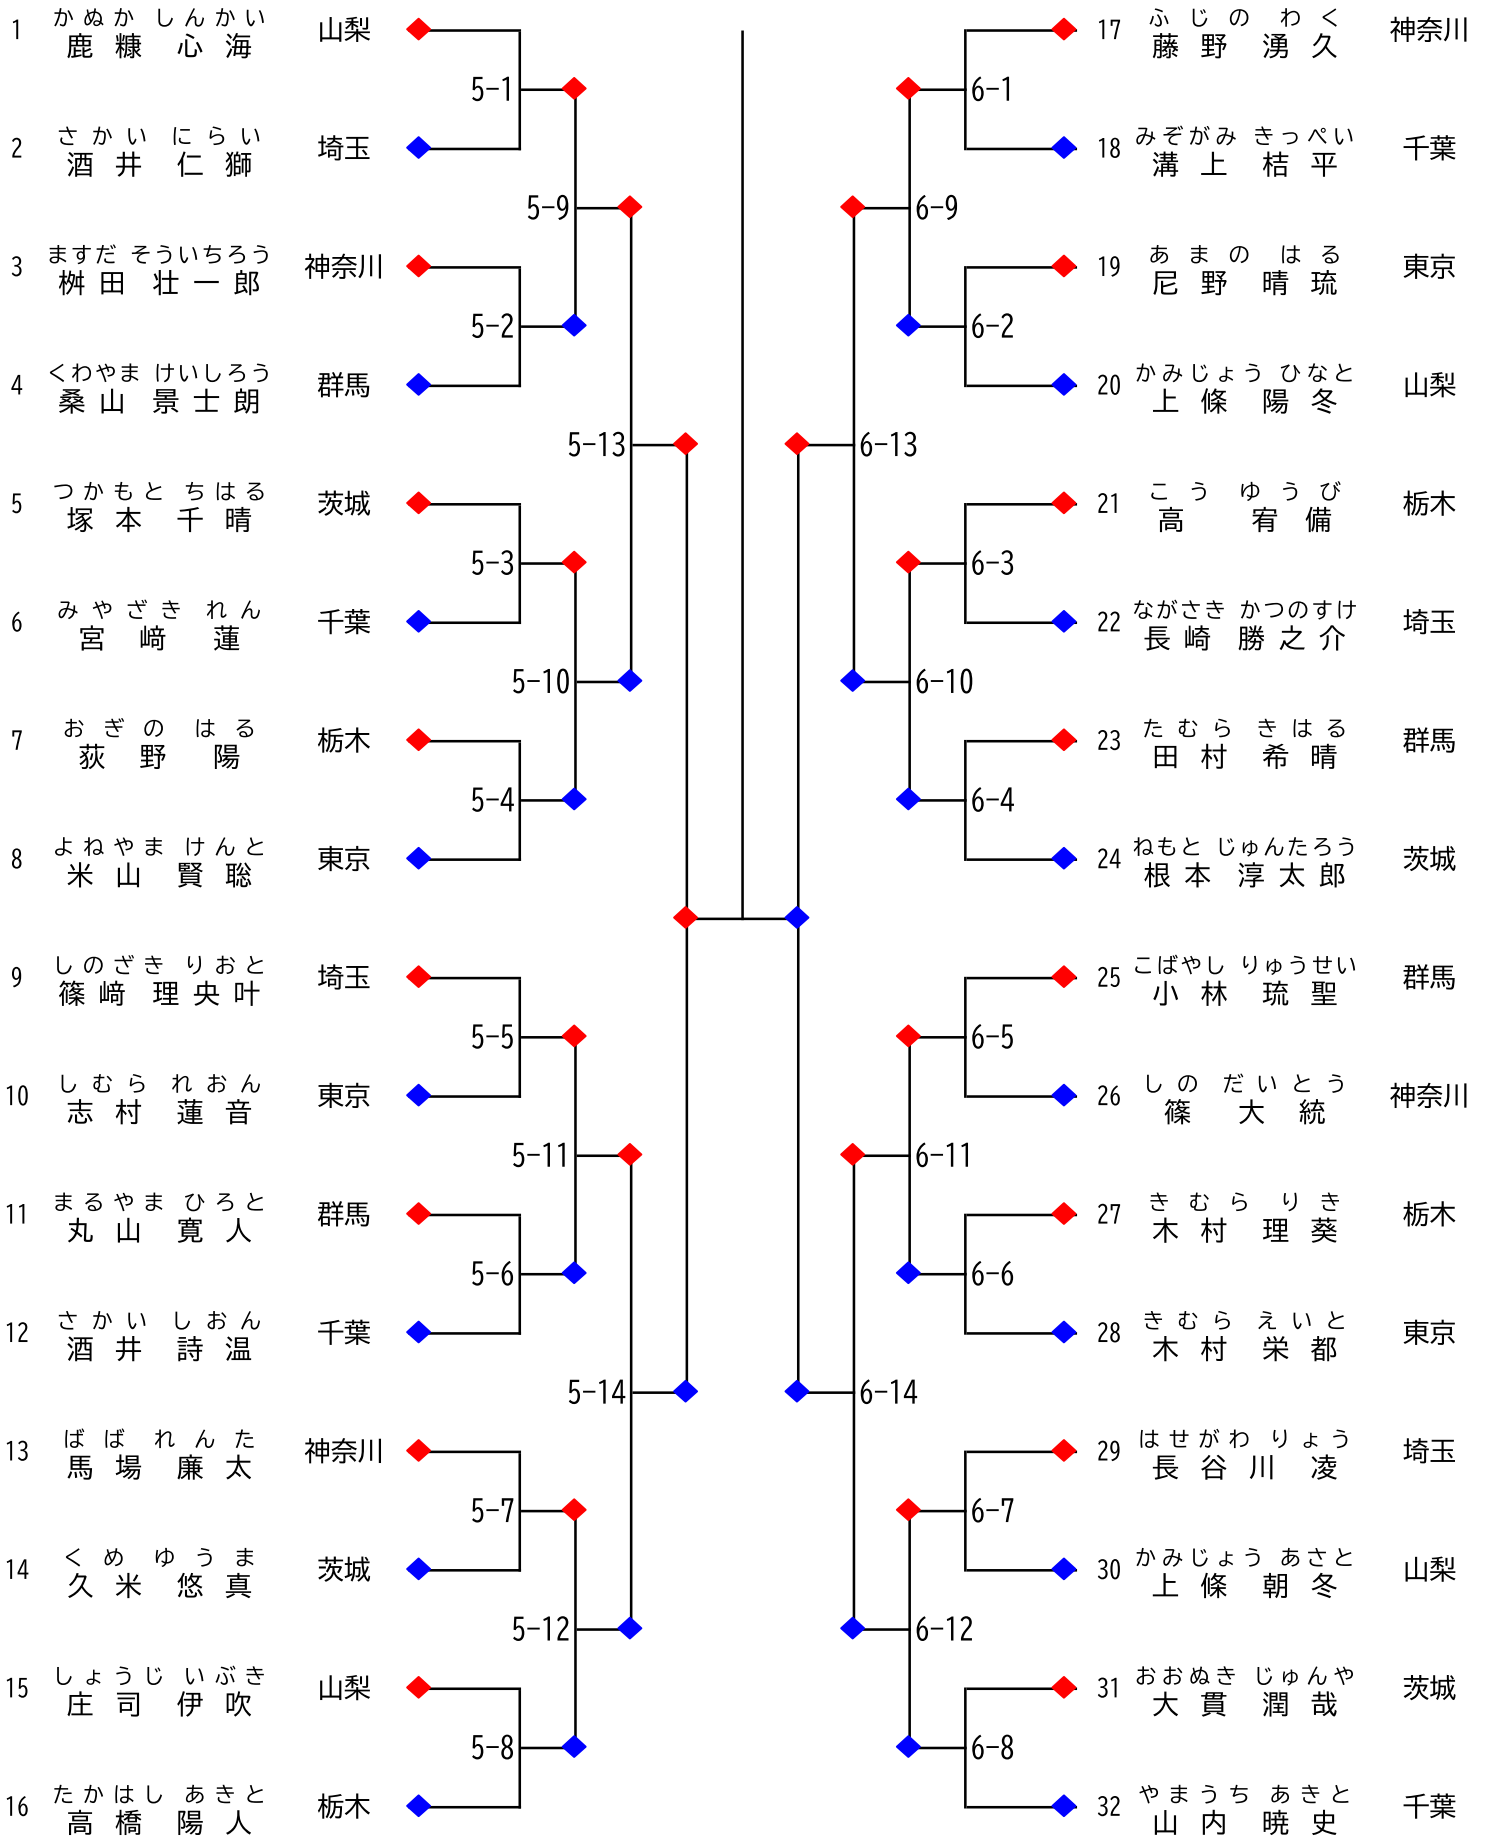 かぬか しんかい
1 鹿糠 心海 山梨
5-1
さかい にらい
2 酒井 仁獅 埼玉
5-9
ますだ そういちろう
3 桝田 壮一郎 神奈川
5-2
くわやま けいしろう
4 桑山 景士朗 群馬
5-13
つかもと ちはる
5 塚本 千晴 茨城
5-3
みやざき れん
6 宮﨑 蓮 千葉
5-10
おぎの はる
7 荻野 陽 栃木
5-4
よねやま けんと
8 米山 賢聡 東京
しのざき りおと
9 篠﨑 理央叶 埼玉
5-5
しむら れおん
10 志村 蓮音 東京
5-11
まるやま ひろと
11 丸山 寛人 群馬
5-6
さかい しおん
12 酒井 詩温 千葉
5-14
ばば れんた
13 馬場 廉太 神奈川
5-7
くめ ゆうま
14 久米 悠真 茨城
5-12
しょうじ いぶき
15 庄司 伊吹 山梨
5-8
たかはし あきと
16 高橋 陽人 栃木
ふじの わく
17 藤野 湧久 神奈川
6-1
みぞがみ きっぺい
18 溝上 桔平 千葉
6-9
あまの はる
19 尼野 晴琉 東京
6-2
かみじょう ひなと
20 上條 陽冬 山梨
6-13
こう ゆうび
21 高 宥備 栃木
6-3
ながさき かつのすけ
22 長崎 勝之介 埼玉
6-10
たむら きはる
23 田村 希晴 群馬
6-4
ねもと じゅんたろう
24 根本 淳太郎 茨城
こばやし りゅうせい
25 小林 琉聖 群馬
6-5
しの だいとう
26 篠 大統 神奈川
6-11
きむら りき
27 木村 理葵 栃木
6-6
きむら えいと
28 木村 栄都 東京
6-14
はせがわ りょう
29 長谷川 凌 埼玉
6-7
かみじょう あさと
30 上條 朝冬 山梨
6-12
おおぬき じゅんや
31 大貫 潤哉 茨城
6-8
やまうち あきと
32 山内 暁史 千葉